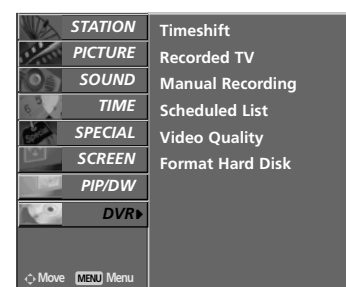 STATION
PICTURE
SOUND
TIME
SPECIAL
SCREEN
PIP/DW
DVR
Move MENU Menu
Timeshift
Recorded TV
Manual Recording
Scheduled List
Video Quality
Format Hard Disk